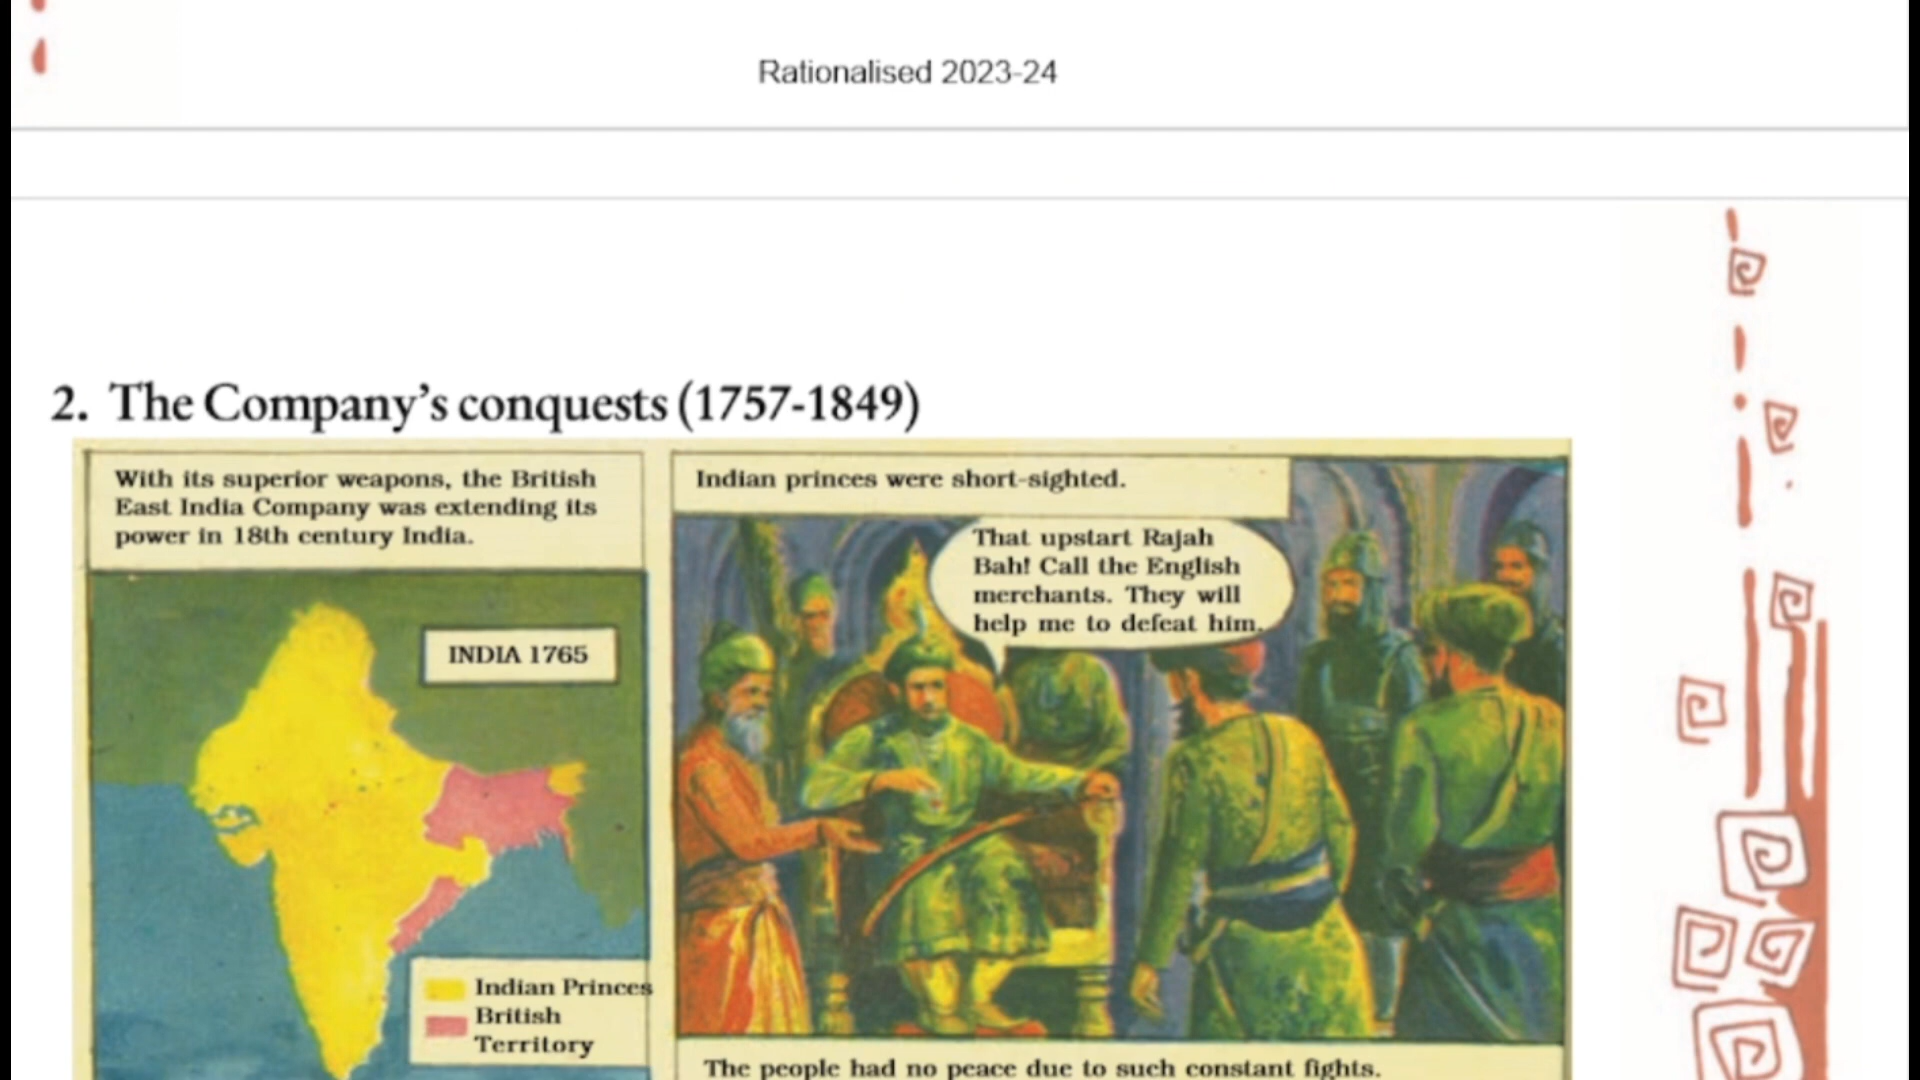 Rationalised 2023-24
2. The Company's conquests (1757-1849)
With its superior weapons, the British
East India Company was extending its
power in 18th century India.
INDIA 1765
Indian Princes
British
Territory
Indian princes were short-sighted.
That upstart Rajah
Bah! Call the English
merchants. They will
help me to defeat him.
The people had no peace due to such constant fights.